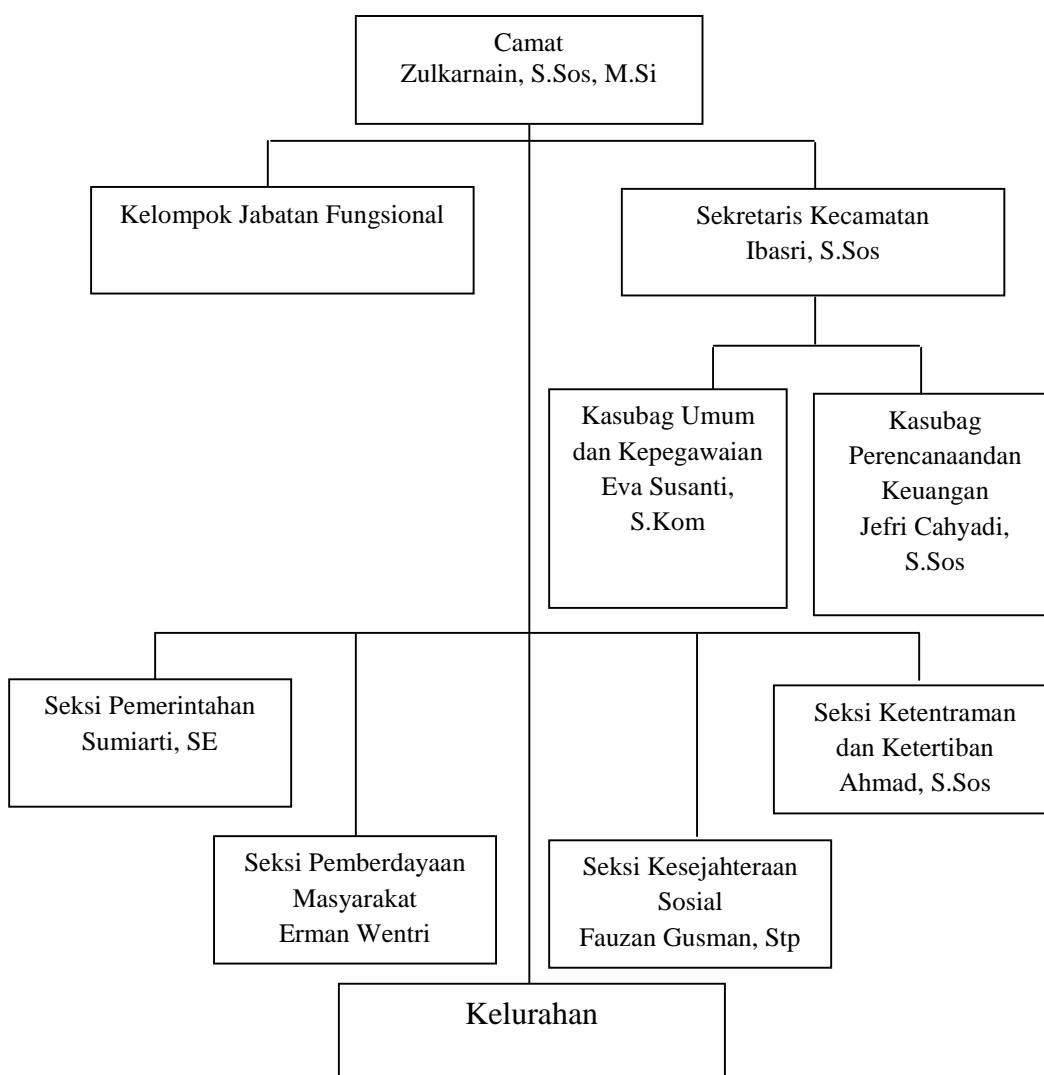 Camat
Zulkarnain, S.Sos, M.Si
Kelompok Jabatan Fungsional
Sekretaris Kecamatan
Ibasri, S.Sos
Kasubag Umum
dan Kepegawaian
Eva Susanti,
S.Kom
Kasubag
Perencanaandan
Keuangan
Jefri Cahyadi,
S.Sos
Seksi Pemerintahan
Sumiarti, SE
Seksi Ketentraman
dan Ketertiban
Ahmad, S.Sos
Seksi Pemberdayaan
Masyarakat
Erman Wentri
Seksi Kesejahteraan
Sosial
Fauzan Gusman, Stp
Kelurahan